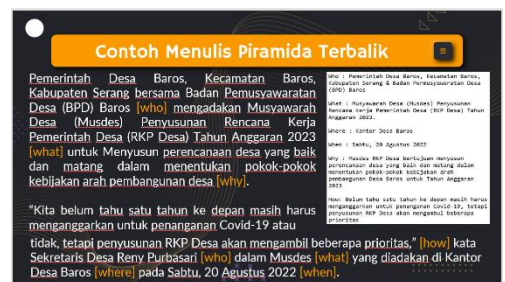 Contoh Menulis Piramida Terbalik
Pemerintah Desa Baros, Kecamatan Baros,
Kabupaten Serang bersama Badan Pemusyawaratan
Desa (BPD) Baros [who] mengadakan Musyawarah
Desa (Musdes) Penyusunan Rencana Kerja
Pemerintah Desa (RKP Desa) Tahun Anggaran 2023
[what] untuk Menyusun perencanaan desa yang baik
dan matang dalam menentukan pokok-pokok
kebijakan arah pembangunan desa [why].
“Kita belum tahu satu tahun ke depan masih harus
menganggarkan untuk penanganan Covid-19 atau
tidak, tetapi penyusunan RKP Desa akan mengambil beberapa prioritas,” [how] kata
Sekretaris Desa Reny Purbasari [who] dalam Musdes [what] yang diadakan di Kantor
Desa Baros [where] pada Sabtu, 20 Agustus 2022 [when].
Who : Pemerintah Desa Baros, Kecamatan Baros,
Kabupaten Serang & Badan Permusyawaratan Desa
(BPD) Baros
What : Musyawarah Desa (Musdes) Penyusunan
Rencana Kerja Pemerintah Desa (RKP Desa) Tahun
Anggaran 2023.
Where : Kantor Desa Baros
When : Sabtu, 20 Agustus 2022
Why : Musdes RKP Desa bertujuan menyusun
perencanaan desa yang baik dan matang dalam
menentukan pokok-pokok kebijakan arah
pembangunan Desa Baros untuk Tahun Anggaran
2023
How: Belum tahu satu tahun ke depan masih harus
menganggarkan untuk penanganan Covid-19, tetapi
penyusunan RKP Desa akan mengambil beberapa
prioritas